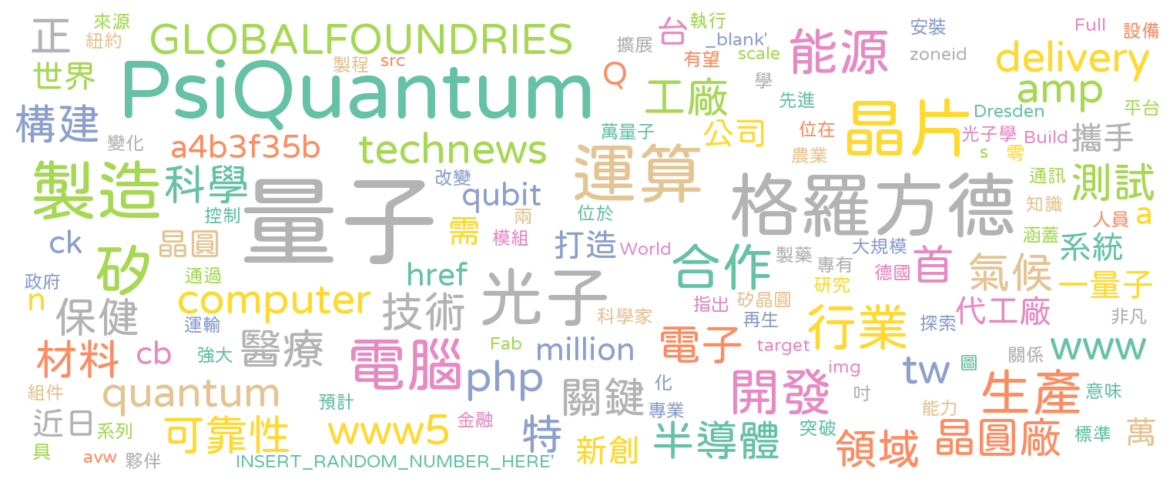 正 來源 紐約 GLOBALFOUNDRIES 製程 src 擴展 台 執行 _blank' 有望 scale 能源 安裝 zoneid Full 設備
世界 PsiQuantum Q 工廠 學 先進 delivery amp 平台
構建 變化 a4b3f35b technews 萬量子 公司 位在 農業 晶片 Dresden 光子學 Build s 零 攜手
製造 科學 控制 量子 改變 qubit 兩 運算 位於 格羅方德 通訊 知識 測試 人員 a
ck 晶圓 需 模組 打造 World 合作 製藥 專有 大規模 德國 首 涵蓋 系統
政府 矽 通過 href 光子 指出 矽晶圓 研究 氣候 一量子
n 保健 運輸 computer 技術 科學家 再生 行業 探索 代工廠 非凡
材料 cb 強大 醫療 電腦 Fab million 電子 target img tw 圖 關係 www
組件 quantum 預計 php 關鍵 化 專業 開發 吋 能力 生產 意味
近日 系列 可靠性 www5 金融 特 新創 半導體 突破 領域 晶圓廠 標準 萬
具 avw 夥伴 INSERT_RANDOM_NUMBER_HERE'